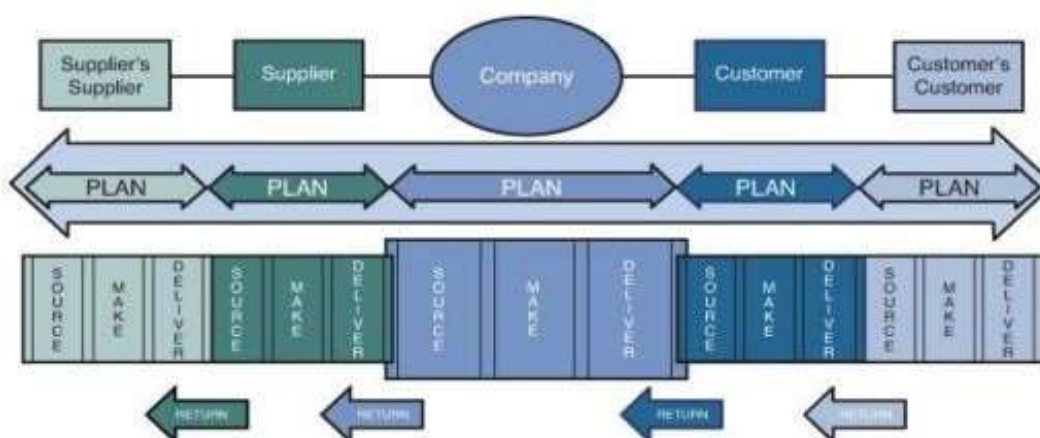 Supplier's
Supplier
Supplier
Company
Customer
Customer's
Customer
PLAN
PLAN
PLAN
PLAN
PLAN
SOURCE
MAKE
DELIVER
SOURCE
MAKE
DELIVER
SOURCE
MAKE
DELIVER
SOURCE
MAKE
DELIVER
SOURCE
MAKE
DELIVER
RETURN
RETURN
RETURN
RETURN